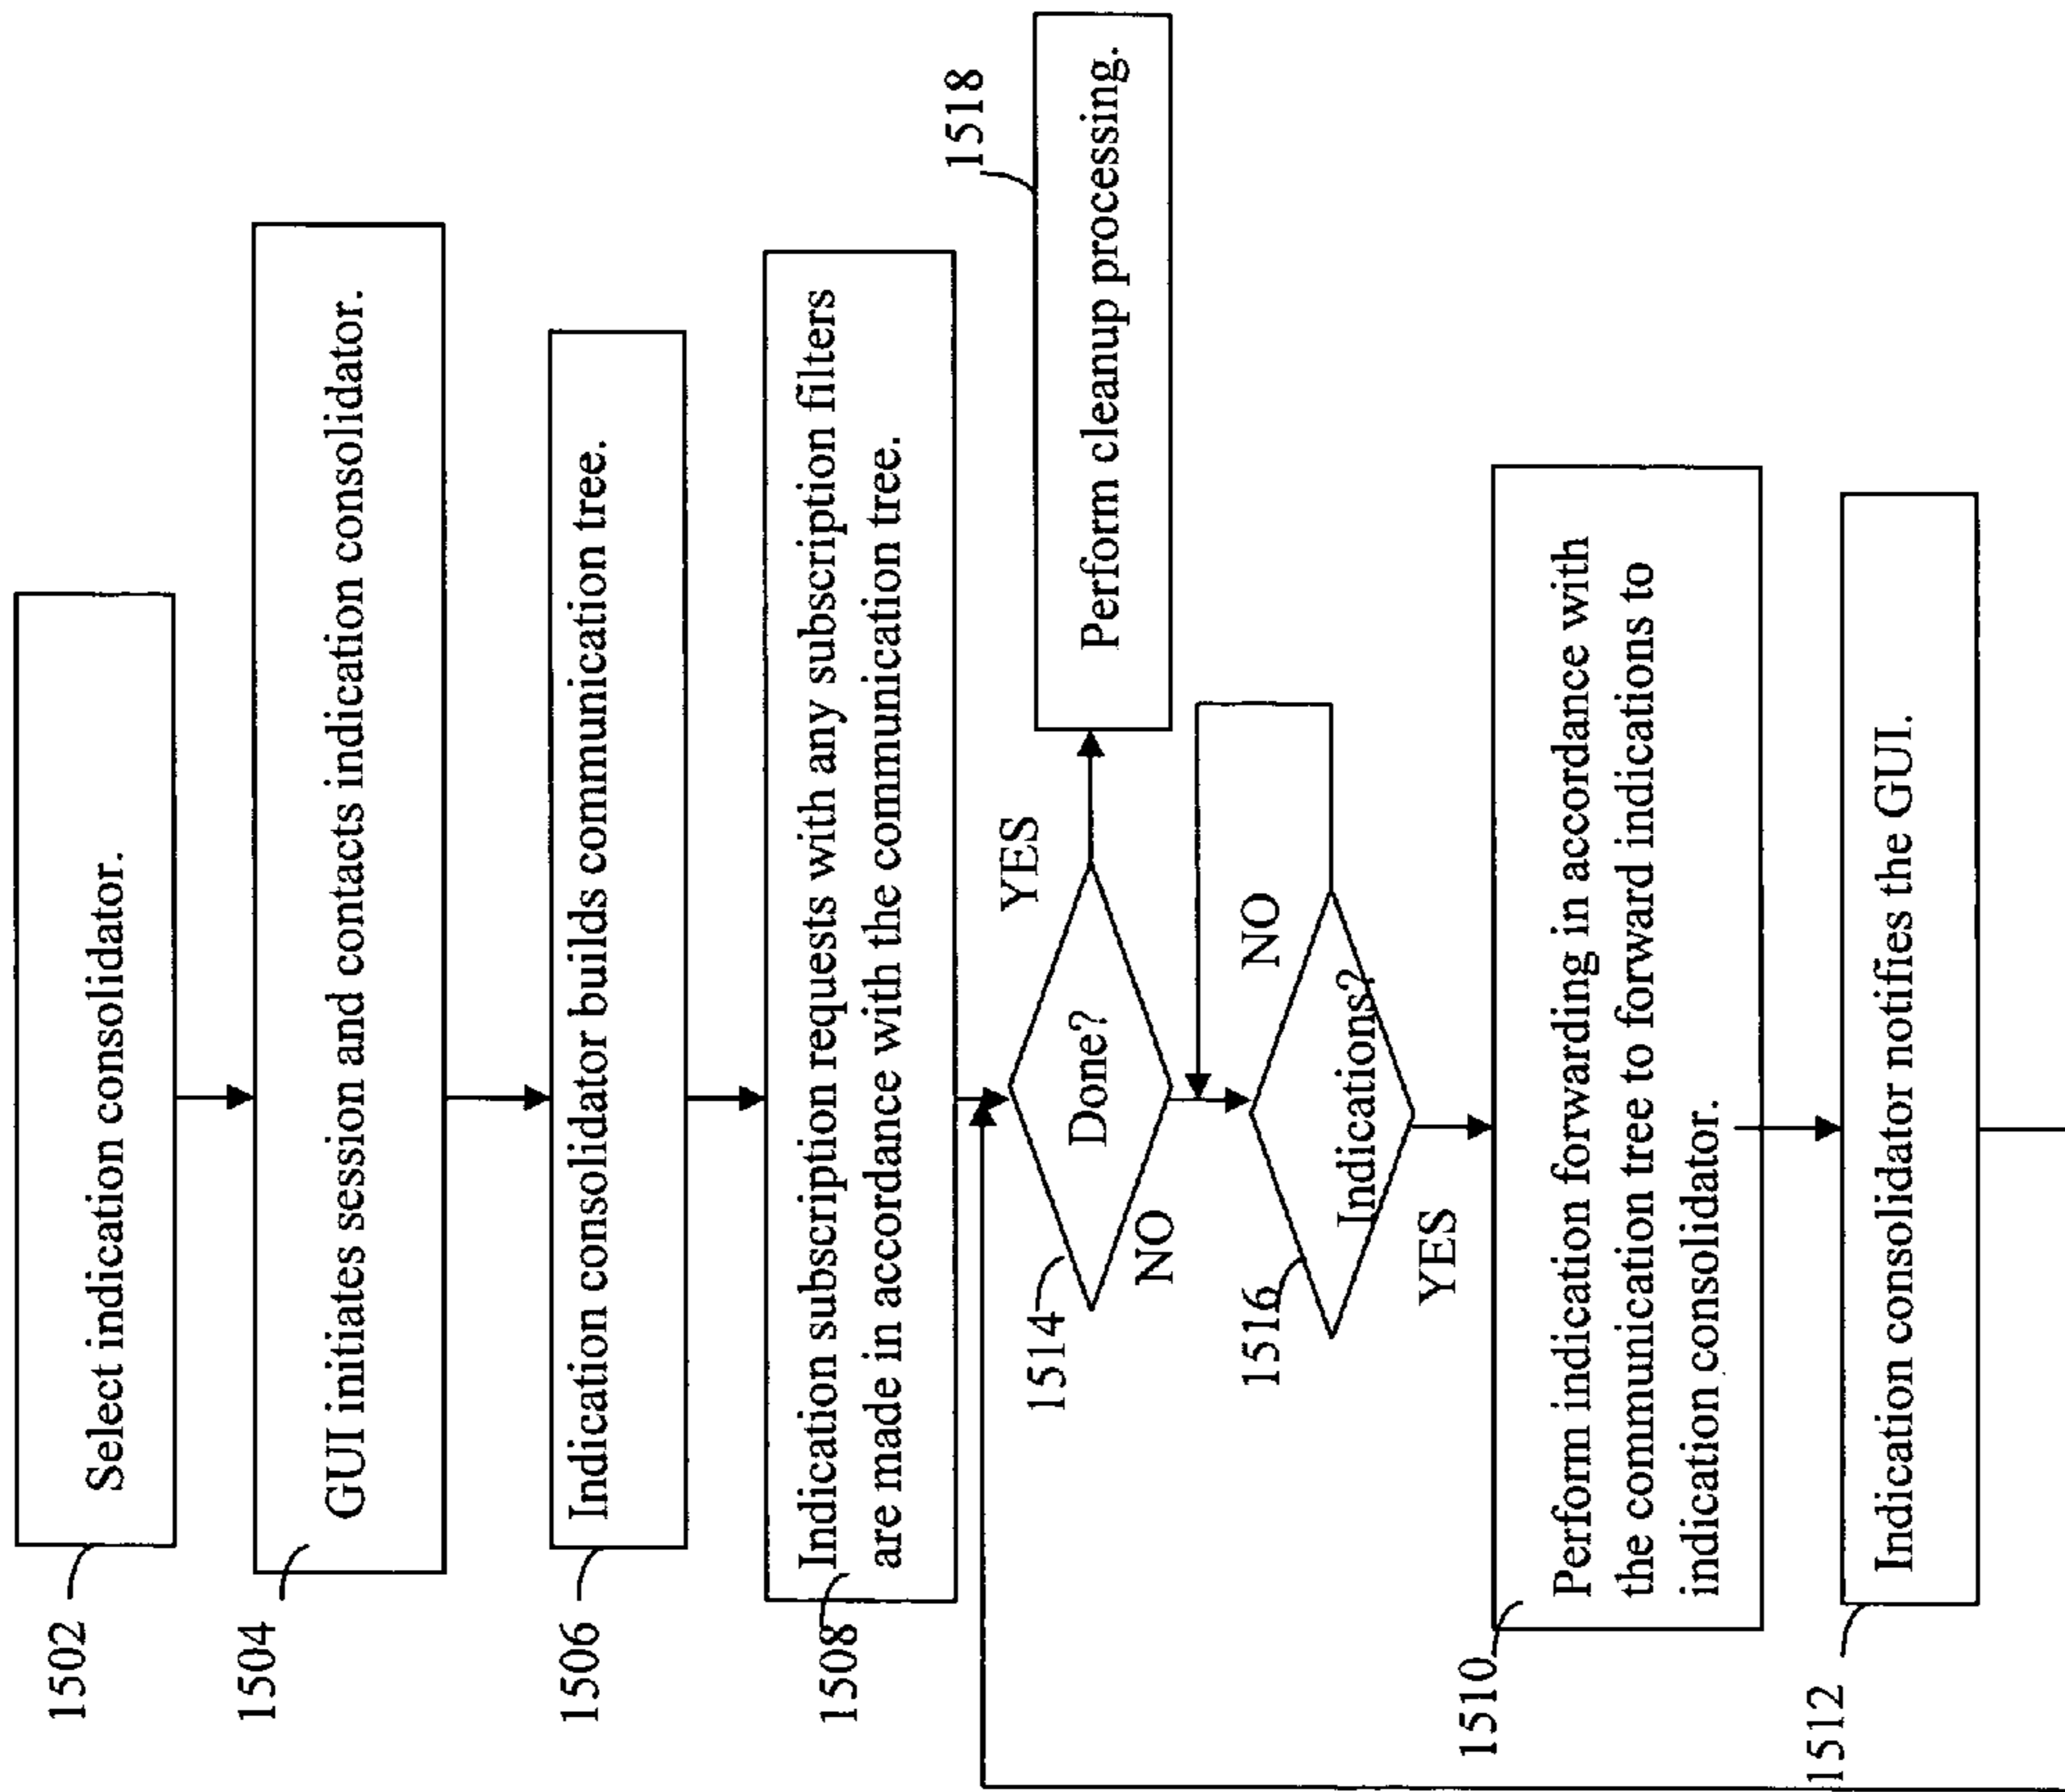 1502
Select indication consolidator.
1504
GUI initiates session and contacts indication consolidator.
1506
Indication consolidator builds communication tree.
1508
Indication subscription requests with any subscription filters
are made in accordance with the communication tree.
1514
Done?
YES
NO
1518
Perform cleanup processing.
1516
Indications?
NO
YES
1510
Perform indication forwarding in accordance with
the communication tree to forward indications to
indication consolidator.
1512
Indication consolidator notifies the GUI.